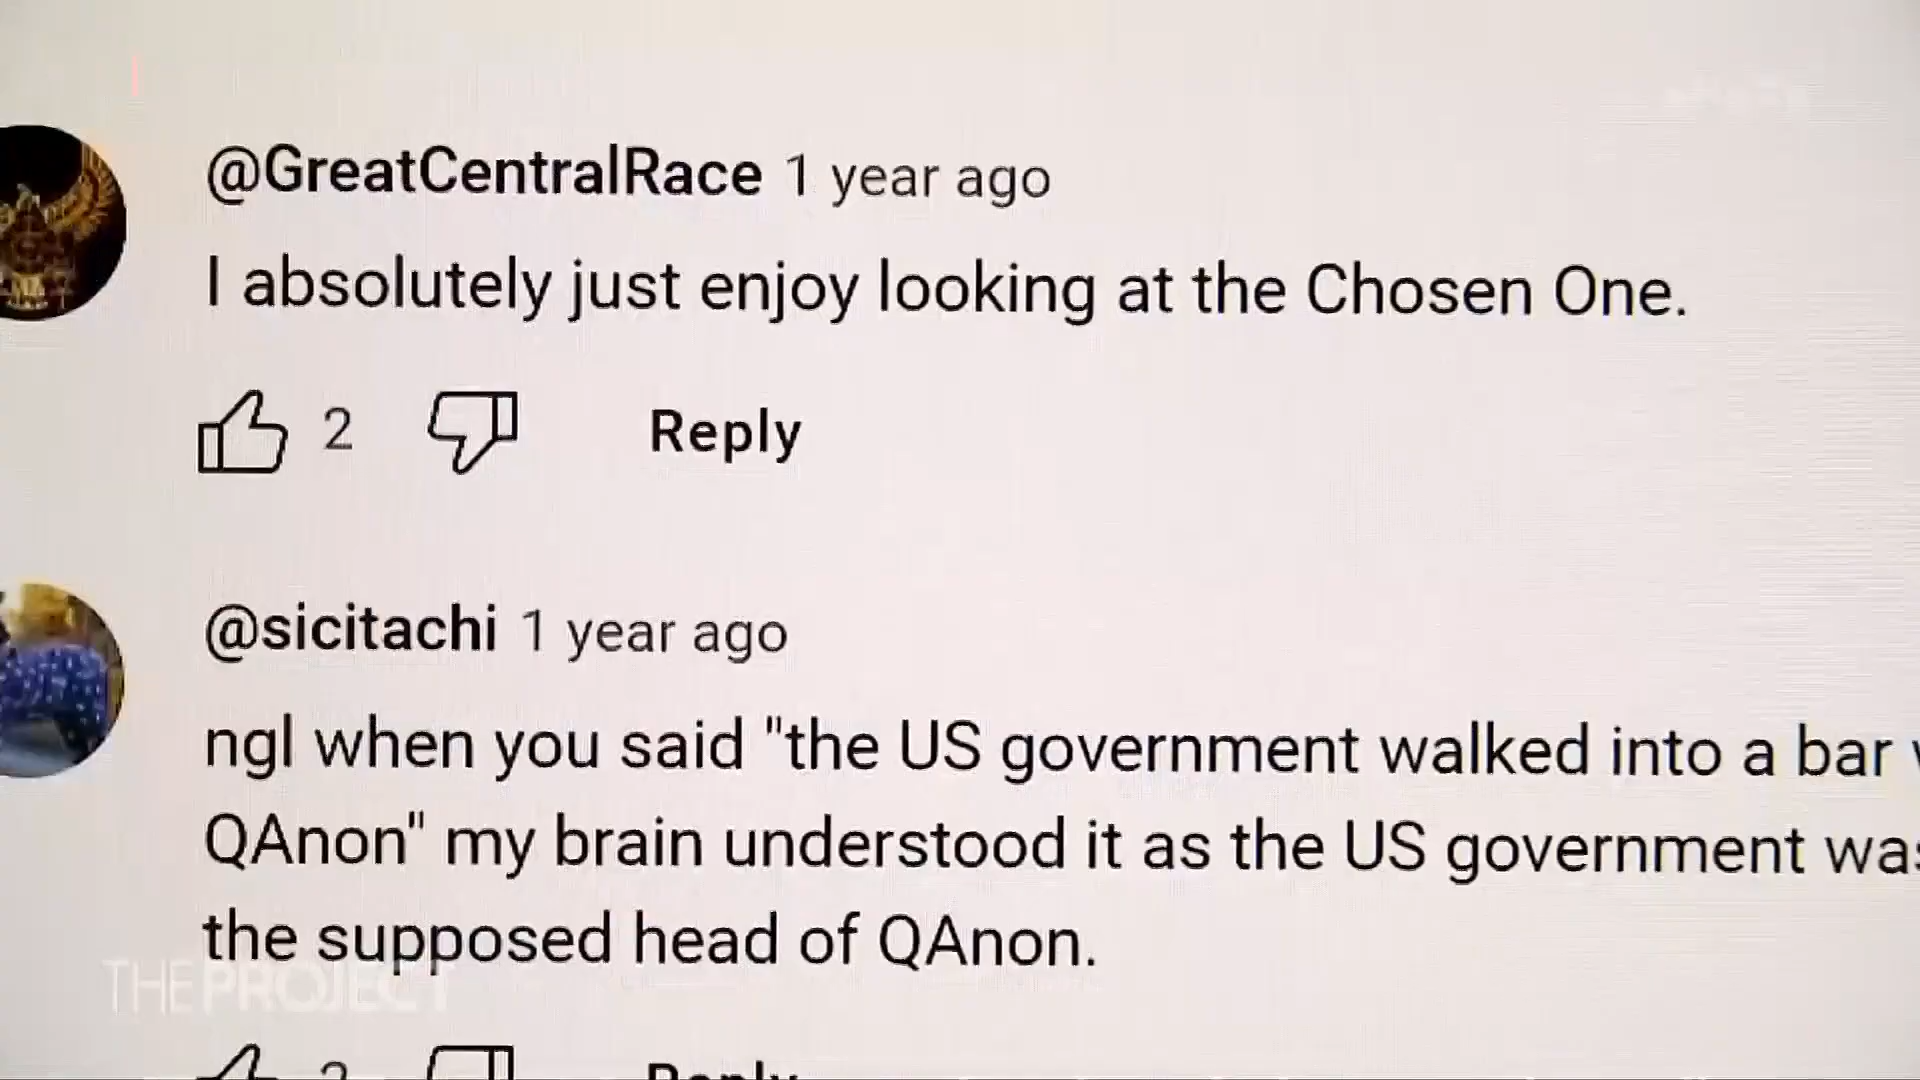 @GreatCentralRace 1 year ago
I absolutely just enjoy looking at the Chosen One.
2 Reply
@sicitachi 1 year ago
ngl when you said "the US government walked into a bar
QAnon" my brain understood it as the US government was
the supposed head of QAnon.
THE PROJECT
Reply